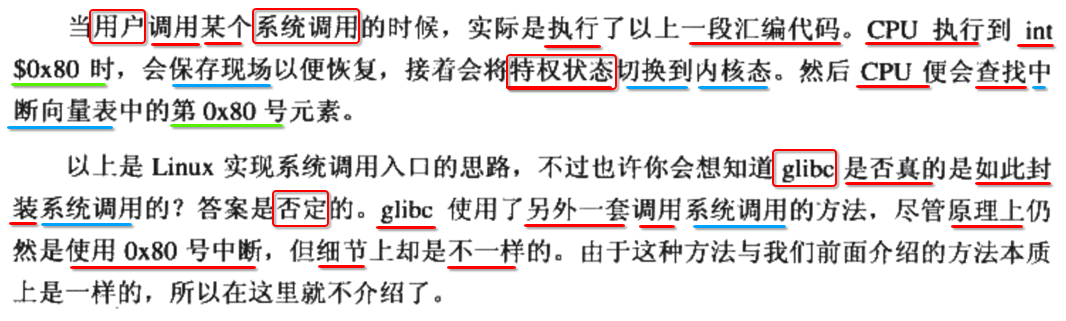 当用户调用某个系统调用的时候，实际是执行了以上一段汇编代码。CPU 执行到 int
$0x80 时，会保存现场以便恢复，接着会将特权状态切换到内核态。然后 CPU 便会查找中
断向量表中的第 0x80 号元素。
以上是 Linux 实现系统调用入口的思路，不过也许你会想知道 glibc 是否真的是如此封
装系统调用的？答案是否定的。glibc 使用了另外一套调用系统调用的方法，尽管原理上仍
然是使用 0x80 号中断，但细节上却是不一样的。由于这种方法与我们前面介绍的方法本质
上是一样的，所以在这里就不介绍了。